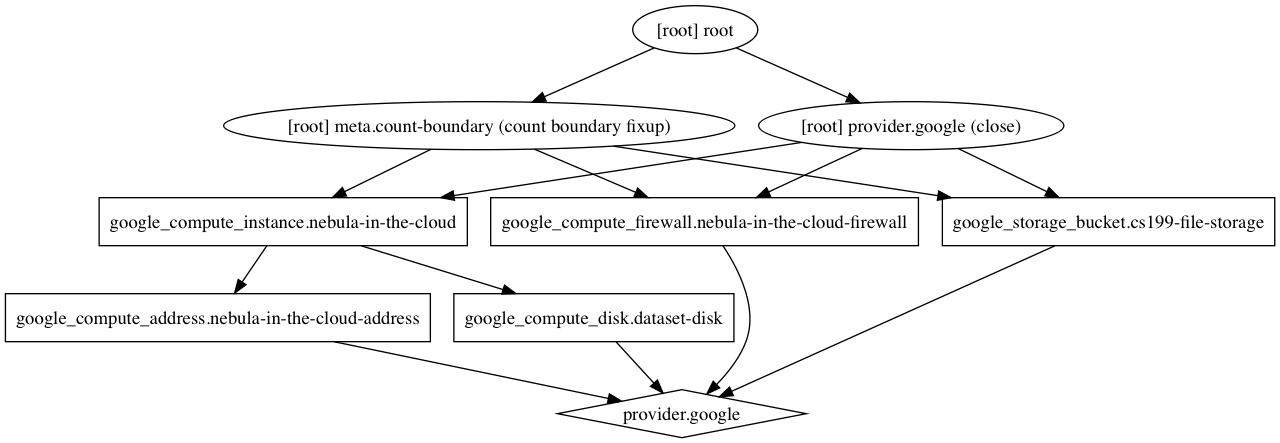 [root] root
[root] meta.count-boundary (count boundary fixup)
[root] provider.google (close)
google_compute_instance.nebula-in-the-cloud
google_compute_firewall.nebula-in-the-cloud-firewall
google_storage_bucket.cs199-file-storage
google_compute_address.nebula-in-the-cloud-address
google_compute_disk.dataset-disk
provider.google